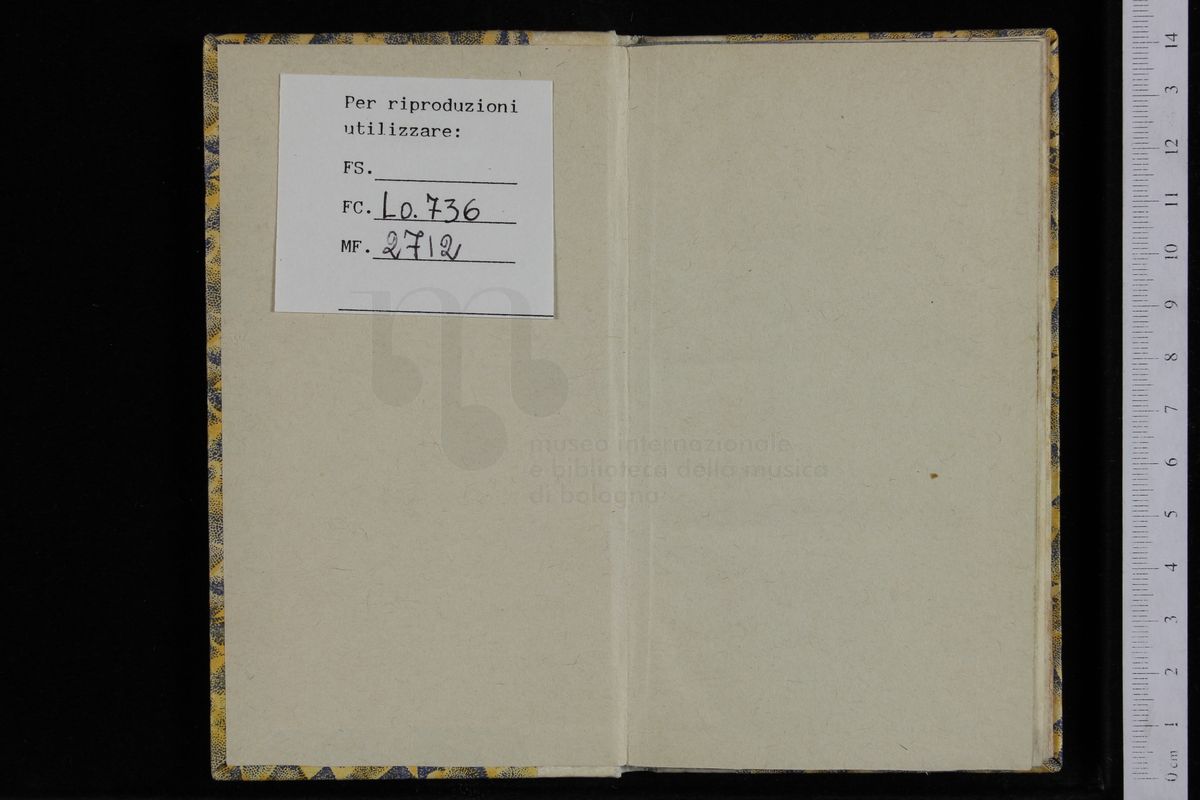 Per riproduzioni
utilizzare:
FS.
FC. Lo. 736
MF. 2712
museo internazionale
e biblioteca della musica
di bologna
14
3
12
11
10
9
8
7
6
5
4
3
2
1
0 cm